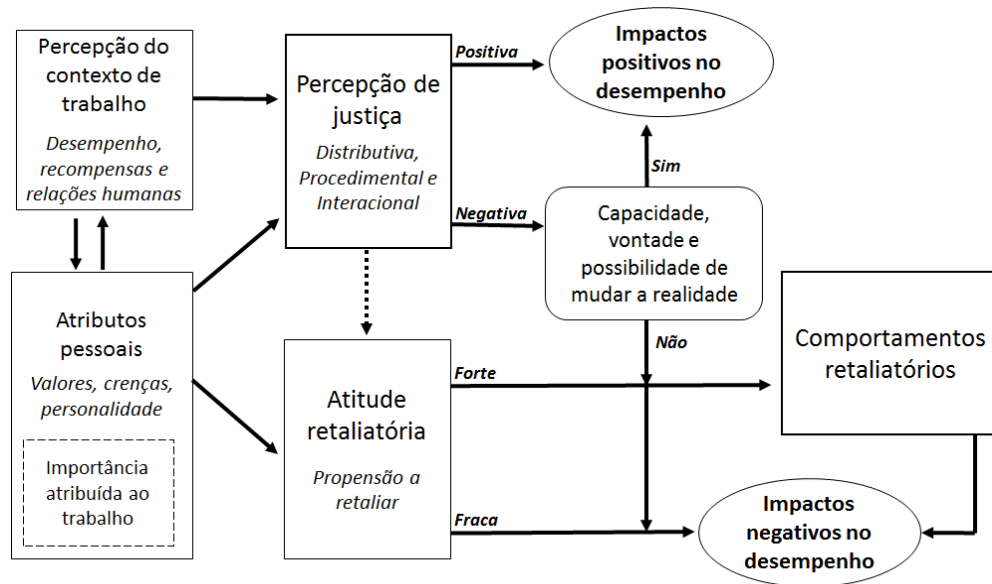 Percepção do
contexto de
trabalho
Desempenho,
recompensas e
relações humanas
Atributos
pessoais
Valores, crenças,
personalidade
Importância
atribuída ao
trabalho
Percepção de
justiça
Distributiva,
Procedimental e
Interacional
Atitude
retaliatória
Propensão a
retaliar
Positiva
Negativa
Forte
Fraca
Impactos
positivos no
desempenho
Sim
Capacidade,
vontade e
possibilidade de
mudar a realidade
Não
Comportamentos
retaliatórios
Impactos
negativos no
desempenho